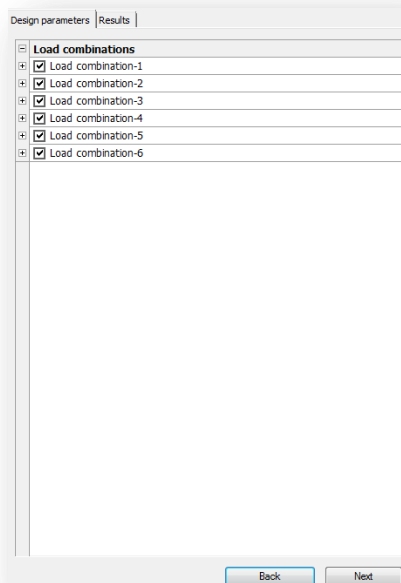 Design parameters Results
Load combinations
Load combination-1
Load combination-2
Load combination-3
Load combination-4
Load combination-5
Load combination-6
Back Next